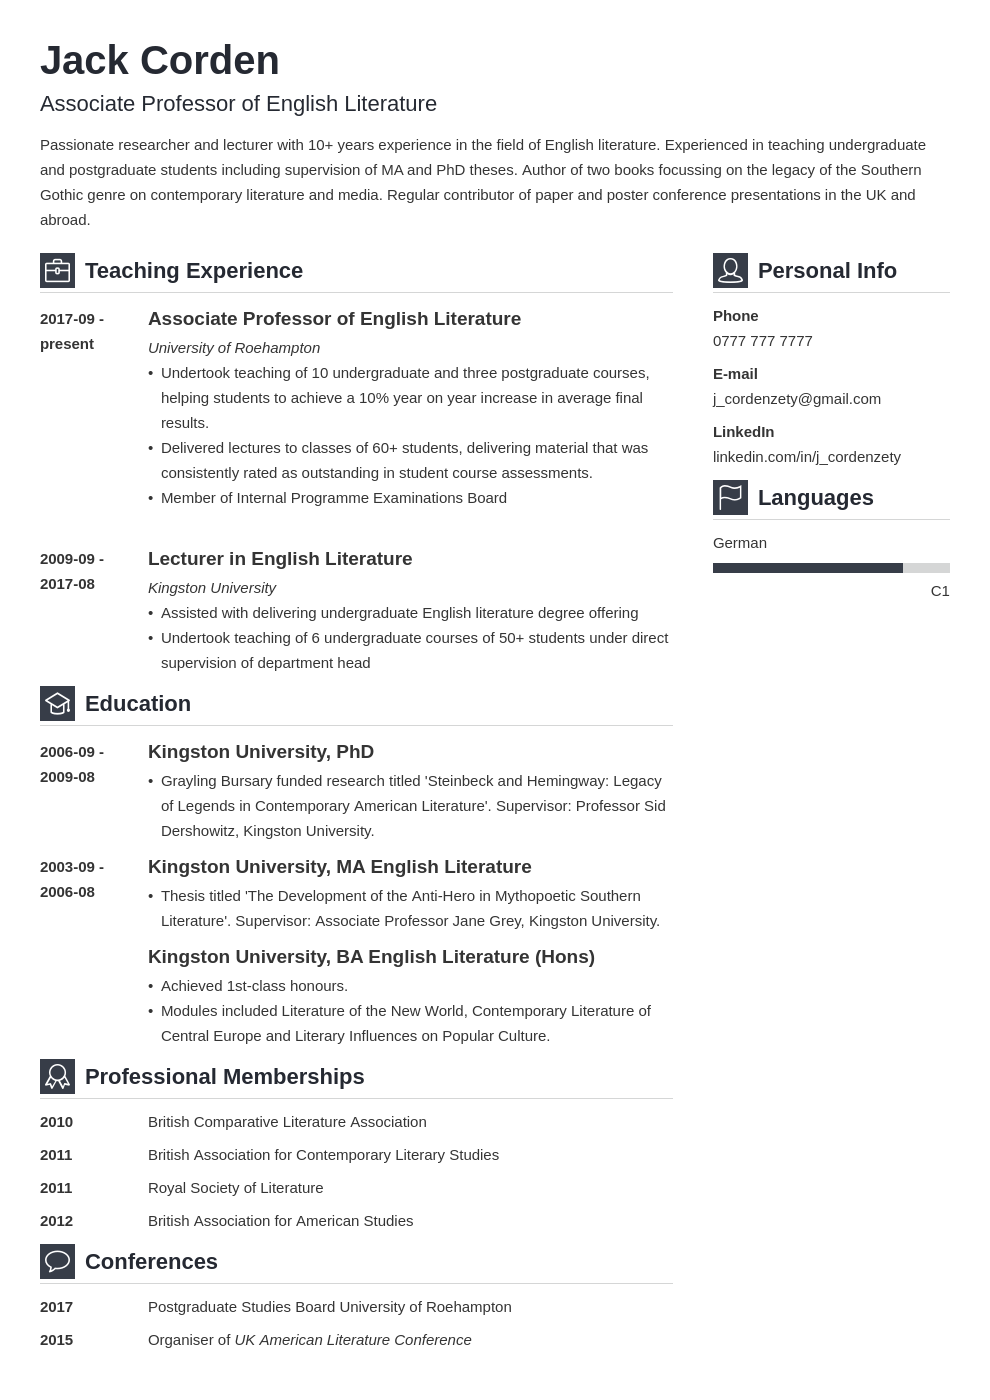 Jack Corden
Associate Professor of English Literature
Passionate researcher and lecturer with 10+ years experience in the field of English literature. Experienced in teaching undergraduate
and postgraduate students including supervision of MA and PhD theses. Author of two books focussing on the legacy of the Southern
Gothic genre on contemporary literature and media. Regular contributor of paper and poster conference presentations in the UK and
abroad.
Teaching Experience
2017-09 -
present
Associate Professor of English Literature
University of Roehampton
• Undertook teaching of 10 undergraduate and three postgraduate courses,
helping students to achieve a 10% year on year increase in average final
results.
• Delivered lectures to classes of 60+ students, delivering material that was
consistently rated as outstanding in student course assessments.
• Member of Internal Programme Examinations Board
2009-09 -
2017-08
Lecturer in English Literature
Kingston University
• Assisted with delivering undergraduate English literature degree offering
• Undertook teaching of 6 undergraduate courses of 50+ students under direct
supervision of department head
Education
2006-09 -
2009-08
Kingston University, PhD
• Grayling Bursary funded research titled 'Steinbeck and Hemingway: Legacy
of Legends in Contemporary American Literature'. Supervisor: Professor Sid
Dershowitz, Kingston University.
2003-09 -
2006-08
Kingston University, MA English Literature
• Thesis titled 'The Development of the Anti-Hero in Mythopoetic Southern
Literature'. Supervisor: Associate Professor Jane Grey, Kingston University.
Kingston University, BA English Literature (Hons)
• Achieved 1st-class honours.
• Modules included Literature of the New World, Contemporary Literature of
Central Europe and Literary Influences on Popular Culture.
Professional Memberships
2010 British Comparative Literature Association
2011 British Association for Contemporary Literary Studies
2011 Royal Society of Literature
2012 British Association for American Studies
Conferences
2017 Postgraduate Studies Board University of Roehampton
2015 Organiser of UK American Literature Conference
Personal Info
Phone
0777 777 7777
E-mail
j_cordenzety@gmail.com
LinkedIn
linkedin.com/in/j_cordenzety
Languages
German
C1